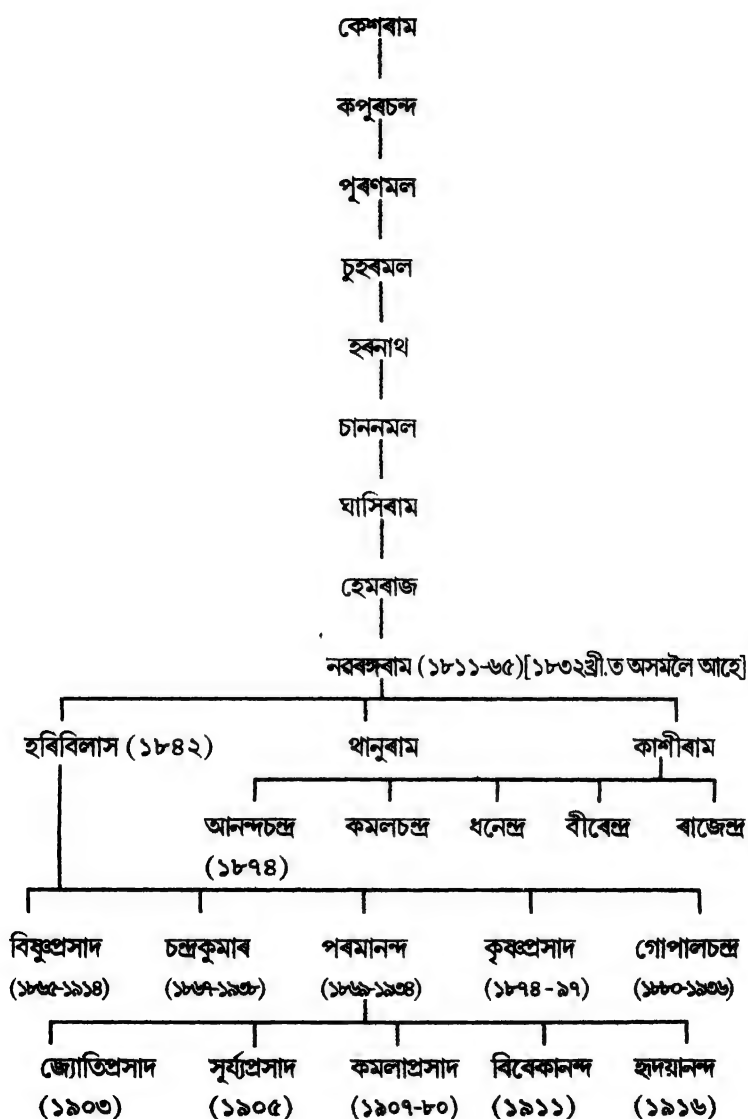 কেশৰাম
কপুৰচন্দ
পূৰণমল
চুহৰমল
হৰনাথ
চাননমল
ঘাসিৰাম
হেমৰাজ
নৱৰঙ্গৰাম (১৮১১-৬৫)[১৮৩২খ্ৰী.ত অসমলৈ আহে]
হৰিবিলাস (১৮৪২) থানুৰাম কাশীৰাম
আনন্দচন্দ্ৰ কমলচন্দ্ৰ ধনেন্দ্ৰ বীৰেন্দ্ৰ ৰাজেন্দ্ৰ
(১৮৭৪)
বিষ্ণুপ্ৰসাদ চন্দ্ৰকুমাৰ পৰমানন্দ কৃষ্ণপ্ৰসাদ গোপালচন্দ্ৰ
(১৮৬৫-১৯১৪) (১৮৬৭-১৯৩৮) (১৮৬৯-১৯৩৪) (১৮৭৪-৯৭) (১৮৮০-১৯৩৬)
জ্যোতিপ্ৰসাদ সূৰ্য্যপ্ৰসাদ কমলাপ্ৰসাদ বিবেকানন্দ হৃদয়ানন্দ
(১৯০৩) (১৯০৫) (১৯০৭-৮০) (১৯১১) (১৯১৬)